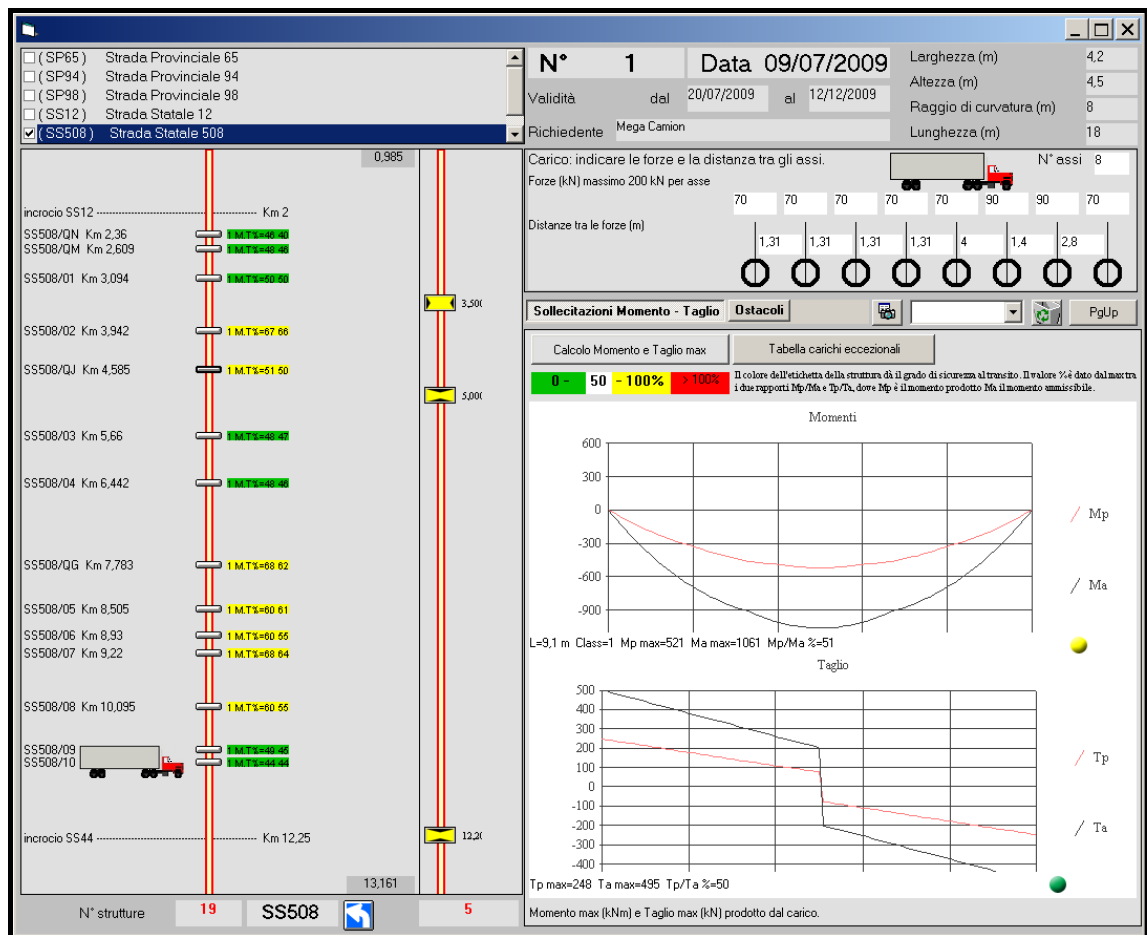 ( SP65 ) Strada Provinciale 65
( SP94 ) Strada Provinciale 94
( SP98 ) Strada Provinciale 98
( SS12 ) Strada Statale 12
( SS508 ) Strada Statale 508
N° 1 Data 09/07/2009
Validità dal 20/07/2009 al 12/12/2009
Richiedente Mega Camion
Larghezza (m) 4,2
Altezza (m) 4,5
Raggio di curvatura (m) 8
Lunghezza (m) 18
0,985
incrocio SS12 Km 2
SS508/QN Km 2,36 1 M.T%=46 40
SS508/QM Km 2,609 1 M.T%=48 46
SS508/01 Km 3,094 1 M.T%=50 50
3,500
SS508/02 Km 3,942 1 M.T%=67 66
SS508/QJ Km 4,585 1 M.T%=51 50
5,000
SS508/03 Km 5,66 1 M.T%=48 47
SS508/04 Km 6,442 1 M.T%=48 46
SS508/QG Km 7,783 1 M.T%=68 62
SS508/05 Km 8,505 1 M.T%=60 61
SS508/06 Km 8,93 1 M.T%=60 55
SS508/07 Km 9,22 1 M.T%=68 64
SS508/08 Km 10,095 1 M.T%=60 55
SS508/09 1 M.T%=49 45
SS508/10 1 M.T%=44 44
incrocio SS44 Km 12,25
12,20
13,161
N° strutture 19 SS508 5
Carico: indicare le forze e la distanza tra gli assi.
N° assi 8
Forze (kN) massimo 200 kN per asse
70 70 70 70 70 90 90 70
Distanze tra le forze (m)
1,31 1,31 1,31 1,31 4 1,4 2,8
Sollecitazioni Momento - Taglio Ostacoli PgUp
Calcolo Momento e Taglio max Tabella carichi eccezionali
0 - 50 - 100% > 100%
Il colore dell'etichetta della struttura dà il grado di sicurezza al transito. Il valore % è dato dal max tra
i due rapporti Mp/Ma e Tp/Ta, dove Mp è il momento prodotto Ma il momento ammissibile.
Momenti
600
300
0
-300
-600
-900
Mp
Ma
L=9,1 m Class=1 Mp max=521 Ma max=1061 Mp/Ma %=51
Taglio
500
400
300
200
100
0
-100
-200
-300
-400
Tp
Ta
Tp max=248 Ta max=495 Tp/Ta %=50
Momento max (kNm) e Taglio max (kN) prodotto dal carico.